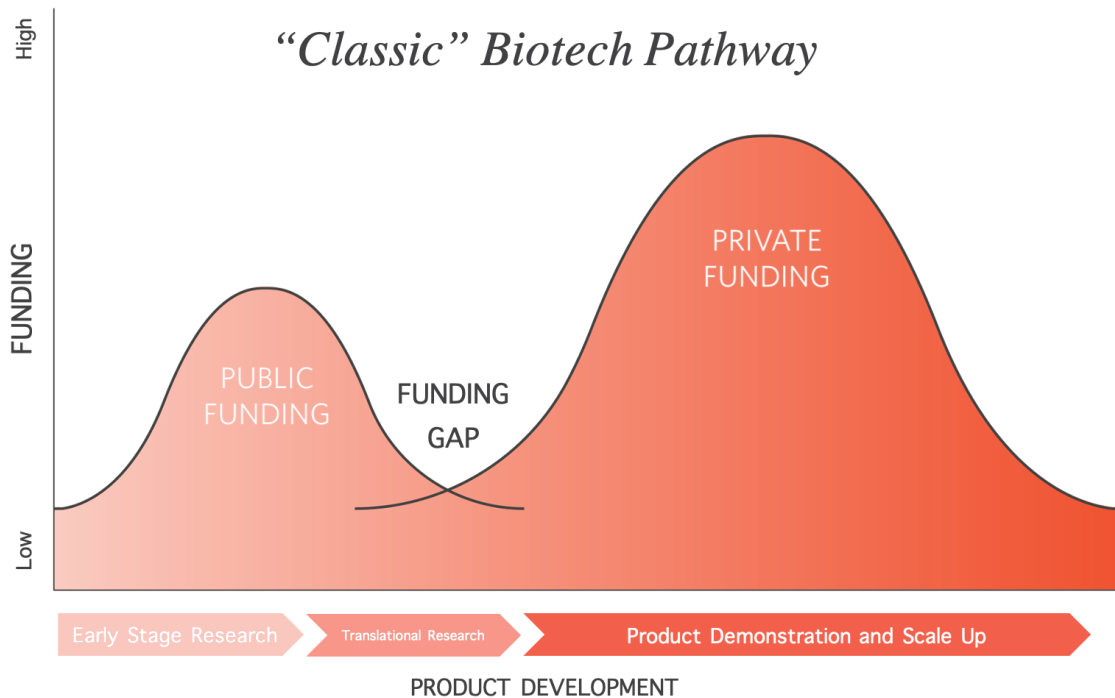 “Classic” Biotech Pathway
High
FUNDING
Low
PUBLIC
FUNDING
FUNDING
GAP
PRIVATE
FUNDING
Early Stage Research
Translational Research
Product Demonstration and Scale Up
PRODUCT DEVELOPMENT